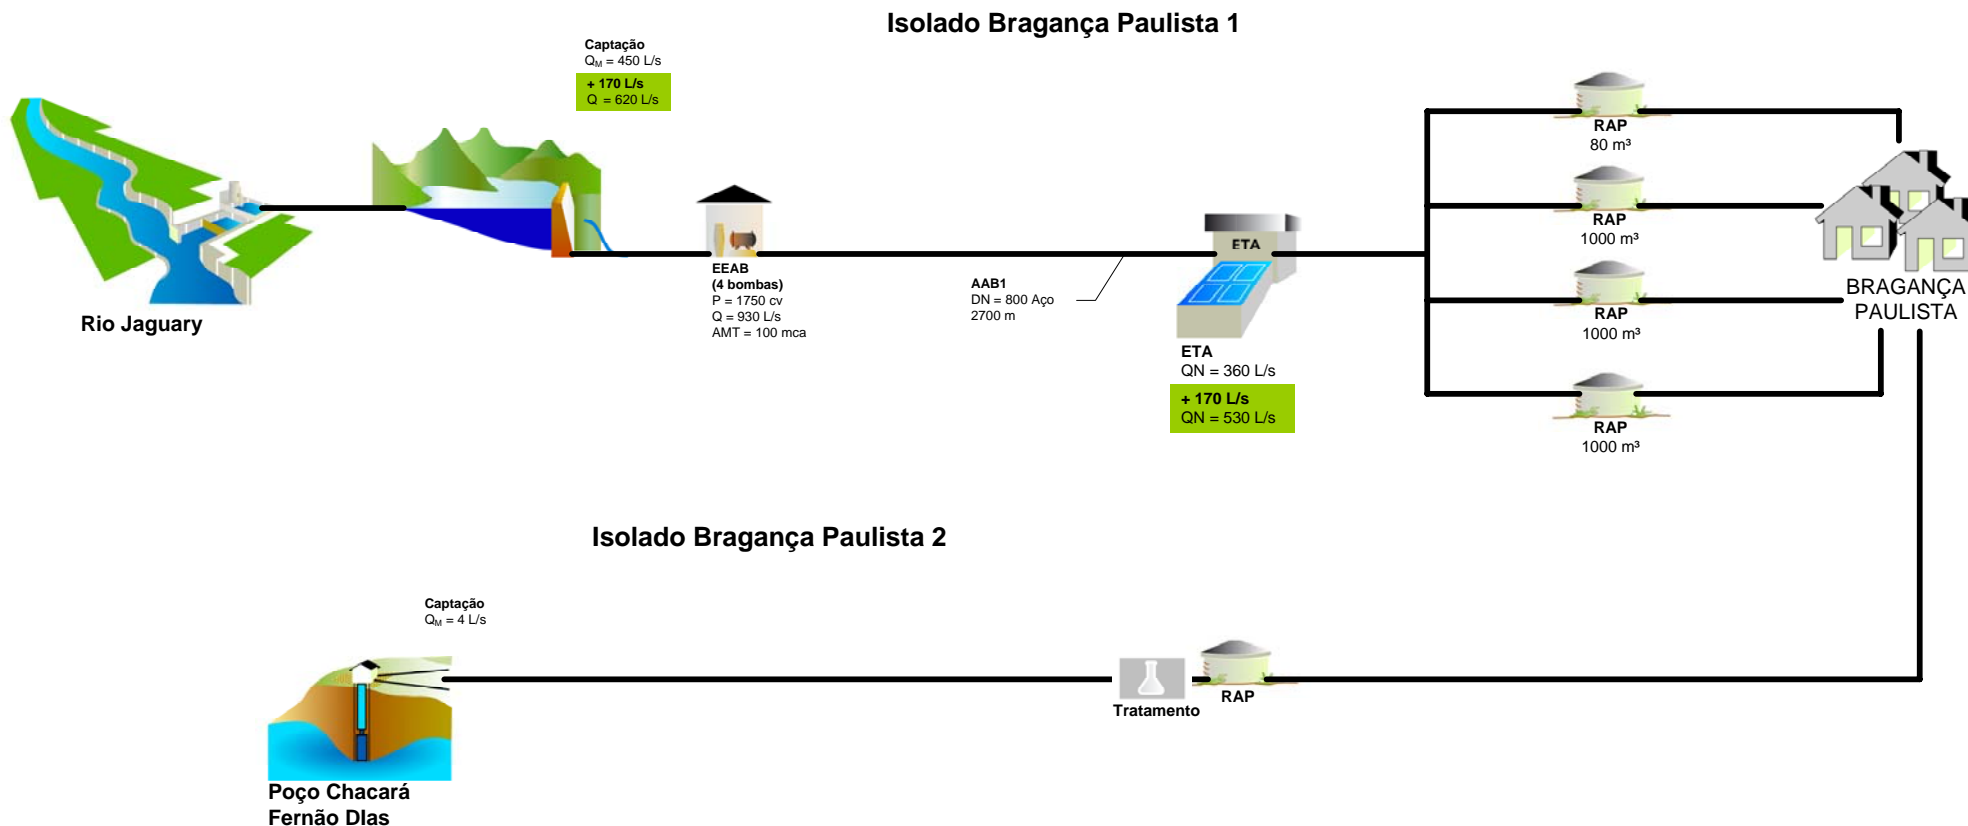 Isolado Bragança Paulista 1
Captação
QM = 450 L/s
+ 170 L/s
Q = 620 L/s
Rio Jaguary
EEAB
(4 bombas)
P = 1750 cv
Q = 930 L/s
AMT = 100 mca
AAB1
DN = 800 Aço
2700 m
ETA
ETA
QN = 360 L/s
+ 170 L/s
QN = 530 L/s
RAP
80 m³
RAP
1000 m³
RAP
1000 m³
RAP
1000 m³
BRAGANÇA
PAULISTA
Isolado Bragança Paulista 2
Captação
QM = 4 L/s
Poço Chacará
Fernão DIas
Tratamento
RAP